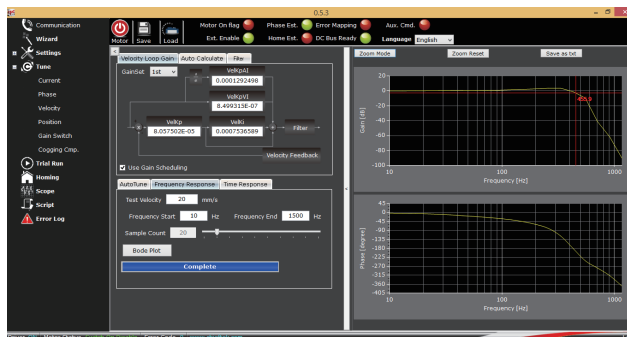 0.5.3
Communication
Wizard
Settings
Tune
Current
Phase
Velocity
Position
Gain Switch
Cogging Cmp.
Trial Run
Homing
Scope
Script
Error Log
Motor
Save
Load
Motor On flag
Phase Est.
Error Mapping
Aux. Cmd.
Ext. Enable
Home Est.
DC Bus Ready
Language
English
Velocity Loop Gain
Auto Calculate
Filter
GainSet
1st
VelKpAI
0.0001292498
VelKpVI
8.499315E-07
VelKp
8.057502E-05
VelKi
0.0007536589
Filter
Velocity Feedback
Use Gain Scheduling
AutoTune
Frequency Response
Time Response
Test Velocity
20
mm/s
Frequency Start
10
Hz
Frequency End
1500
Hz
Sample Count
20
Bode Plot
Complete
Zoom Mode
Zoom Reset
Save as txt
Gain [dB]
20
0
-20
-40
-60
-80
-100
455.9
10
100
1000
Frequency [Hz]
Phase [degree]
45
0
-45
-90
-135
-180
-225
-270
-315
-360
-405
10
100
1000
Frequency [Hz]